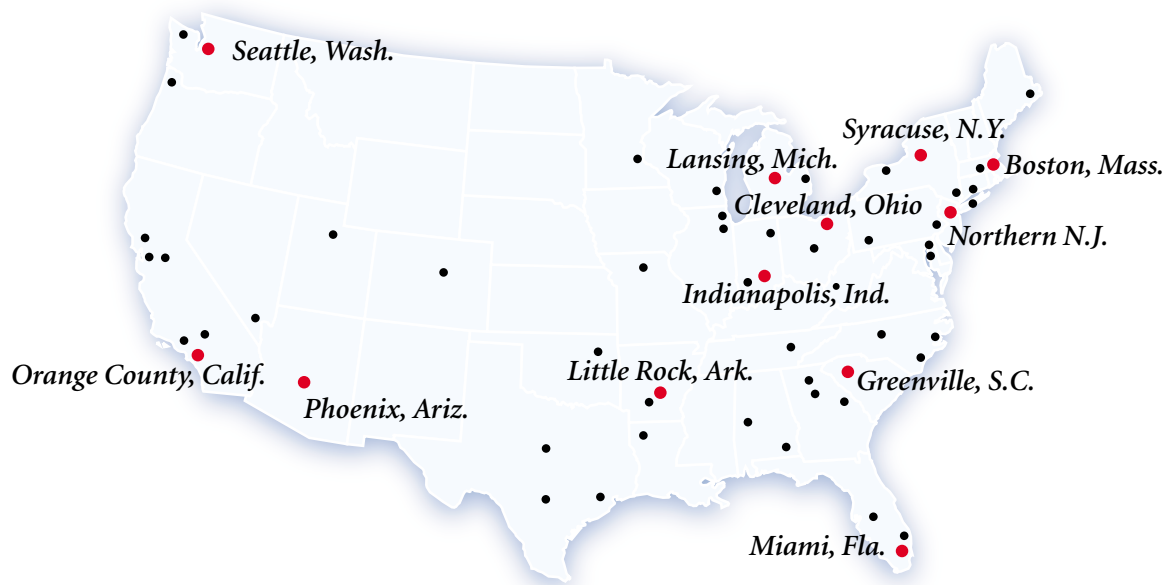 Seattle, Wash.
Syracuse, N.Y.
Lansing, Mich.
Boston, Mass.
Cleveland, Ohio
Northern N.J.
Indianapolis, Ind.
Orange County, Calif.
Little Rock, Ark.
Greenville, S.C.
Phoenix, Ariz.
Miami, Fla.